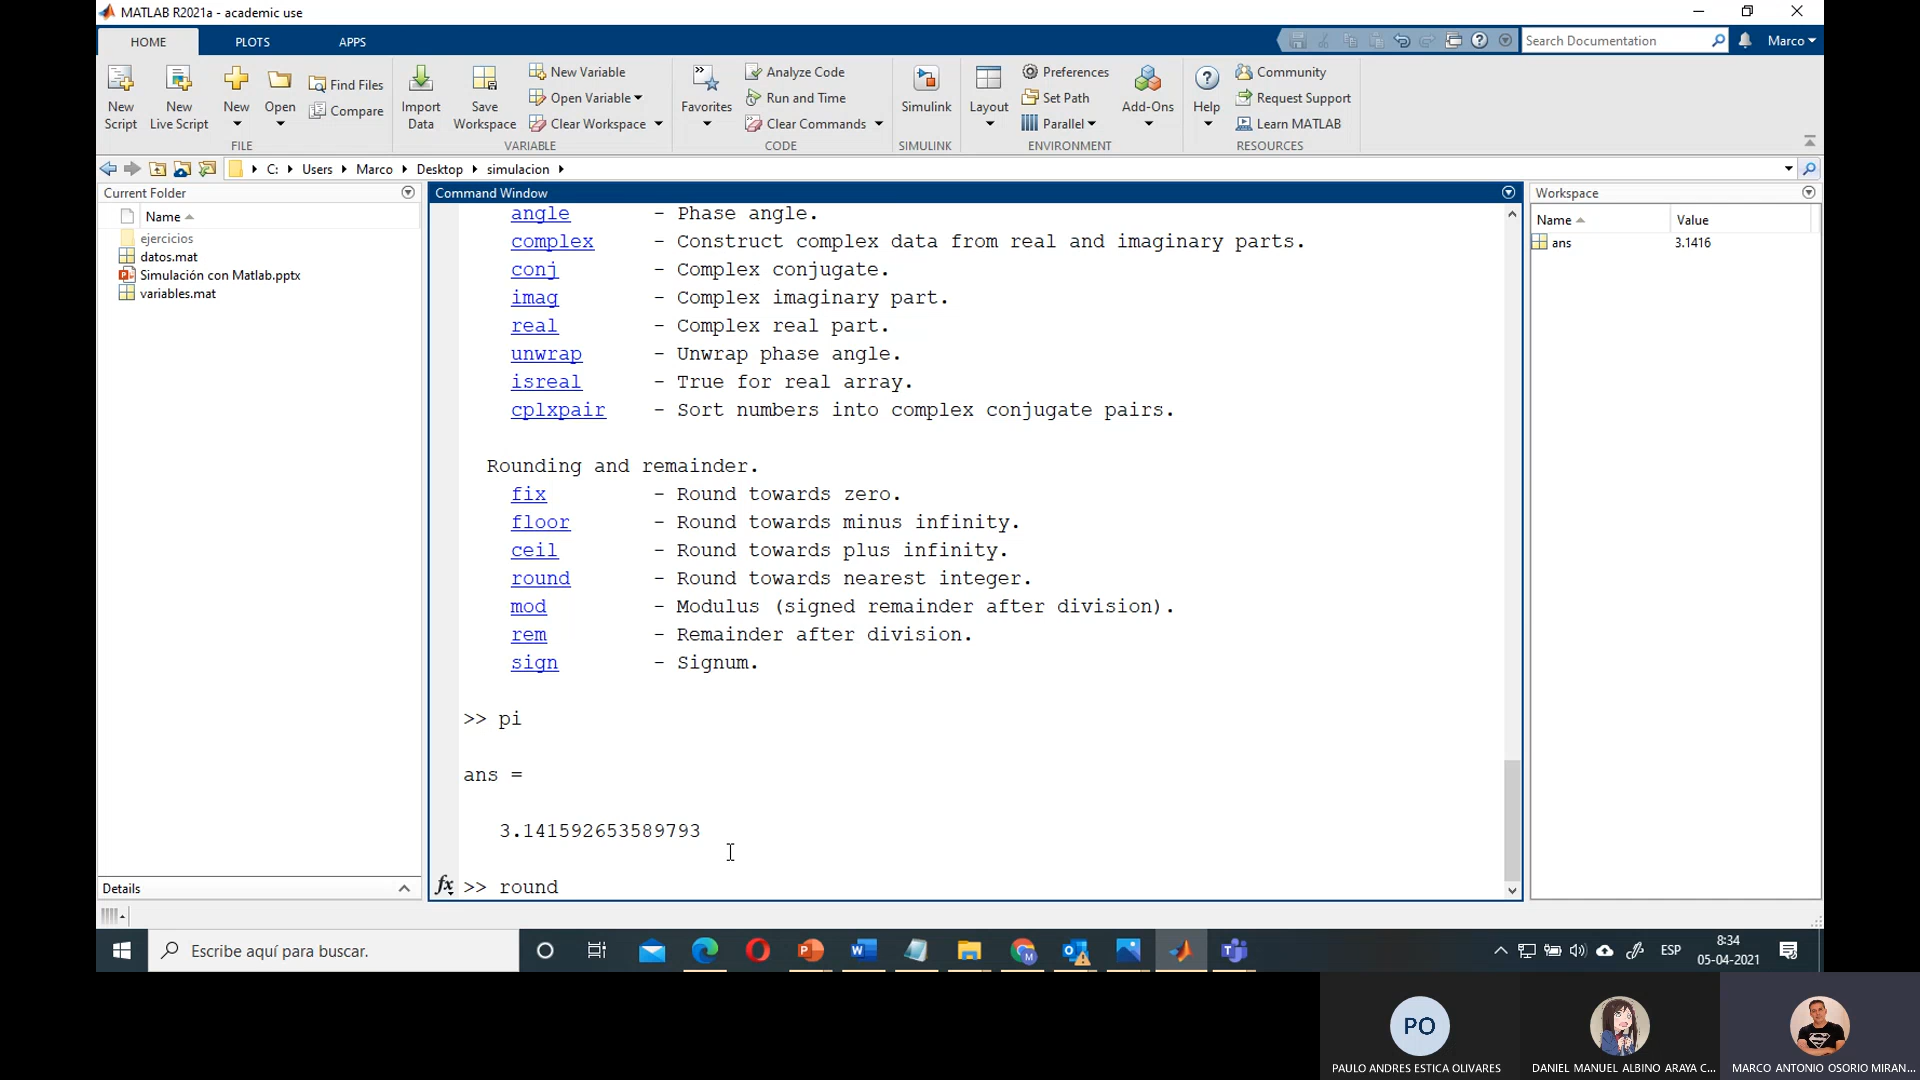 MATLAB R2021a - academic use
HOME PLOTS APPS
Search Documentation
Marco
New Script
New Live Script
New
Open
Find Files
Compare
FILE
Import Data
Save Workspace
New Variable
Open Variable
Clear Workspace
VARIABLE
Favorites
Analyze Code
Run and Time
Clear Commands
CODE
Simulink
SIMULINK
Layout
Preferences
Set Path
Parallel
Add-Ons
ENVIRONMENT
Help
Community
Request Support
Learn MATLAB
RESOURCES
C: Users Marco Desktop simulacion
Current Folder
Name
ejercicios
datos.mat
Simulación con Matlab.pptx
variables.mat
Details
Command Window
angle - Phase angle.
complex - Construct complex data from real and imaginary parts.
conj - Complex conjugate.
imag - Complex imaginary part.
real - Complex real part.
unwrap - Unwrap phase angle.
isreal - True for real array.
cplxpair - Sort numbers into complex conjugate pairs.
Rounding and remainder.
fix - Round towards zero.
floor - Round towards minus infinity.
ceil - Round towards plus infinity.
round - Round towards nearest integer.
mod - Modulus (signed remainder after division).
rem - Remainder after division.
sign - Signum.
>> pi
ans =
3.141592653589793
fx >> round
Workspace
Name Value
ans 3.1416
Escribe aquí para buscar.
ESP
8:34
05-04-2021
PO
PAULO ANDRES ESTICA OLIVARES
DANIEL MANUEL ALBINO ARAYA C...
MARCO ANTONIO OSORIO MIRAN...